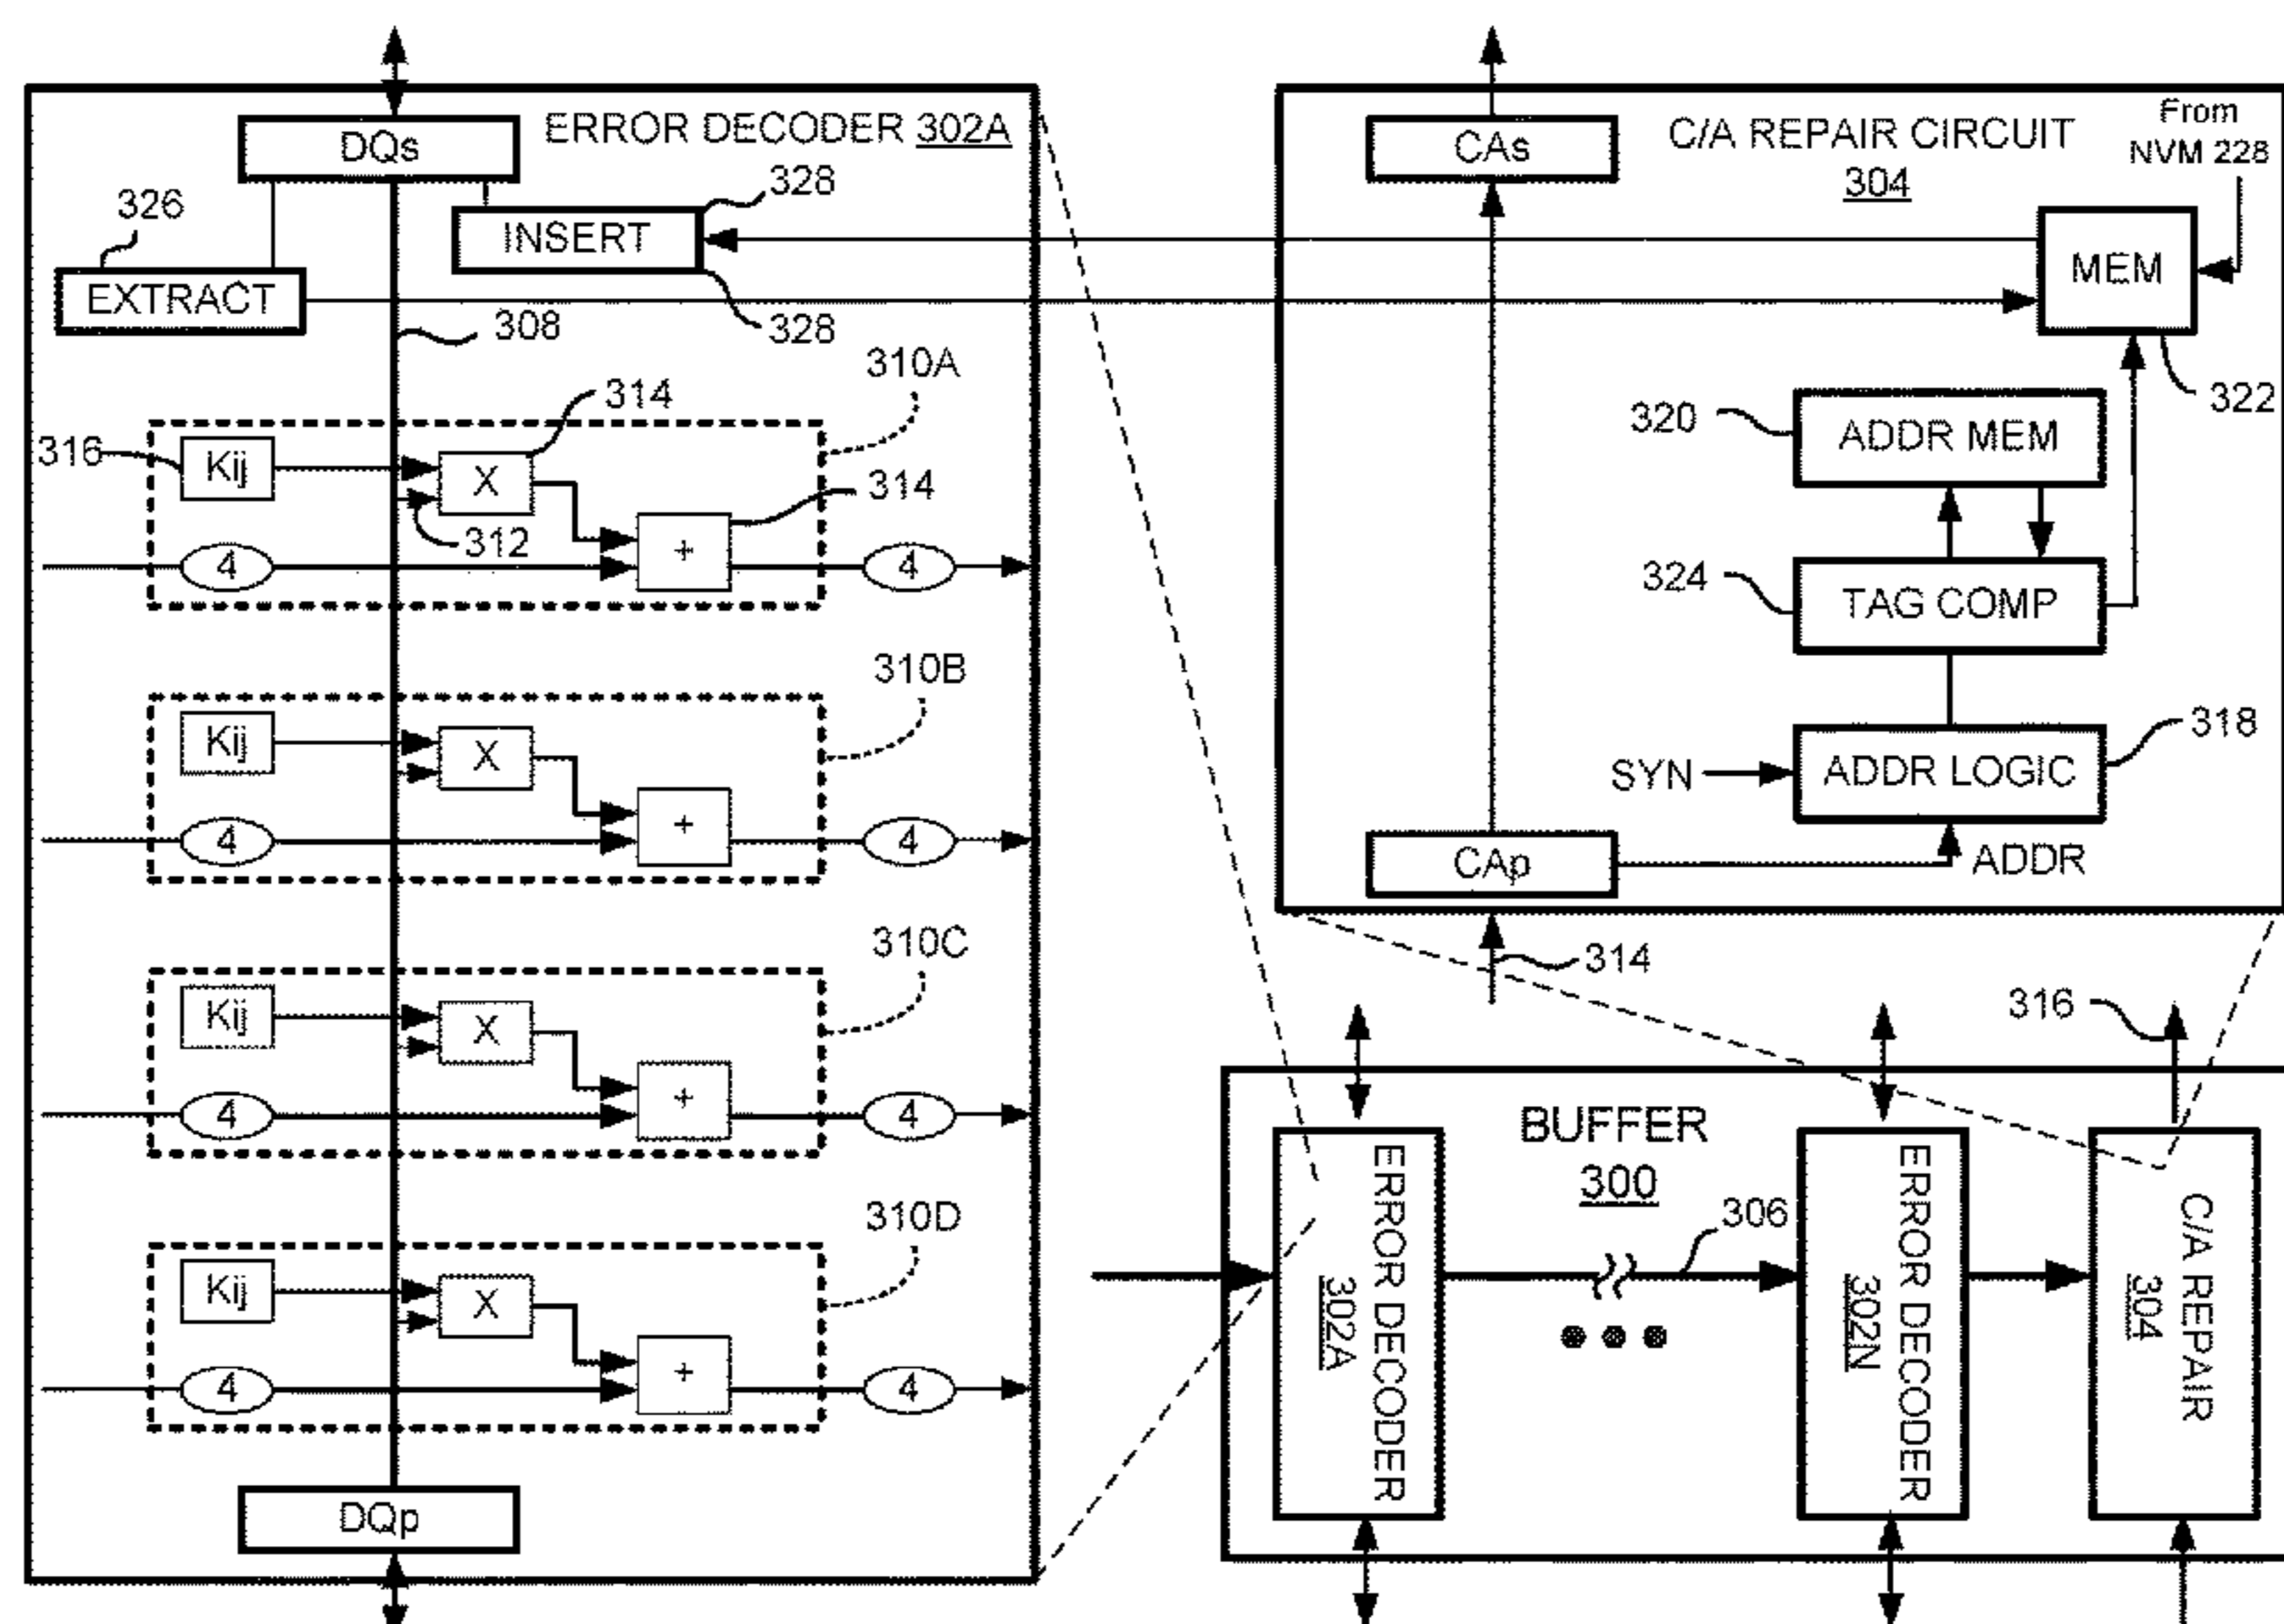 ERROR DECODER 302A
DQs
326
328
INSERT
EXTRACT
328
308
310A
314
316
Kij
X
314
312
4
+
4
310B
Kij
X
4
+
4
310C
Kij
X
4
+
4
310D
Kij
X
4
+
4
DQp
CAs
C/A REPAIR CIRCUIT
304
From
NVM 228
MEM
322
320
ADDR MEM
324
TAG COMP
318
SYN
ADDR LOGIC
CAp
ADDR
314
316
BUFFER
300
306
ERROR DECODER
302A
ERROR DECODER
302N
C/A REPAIR
304